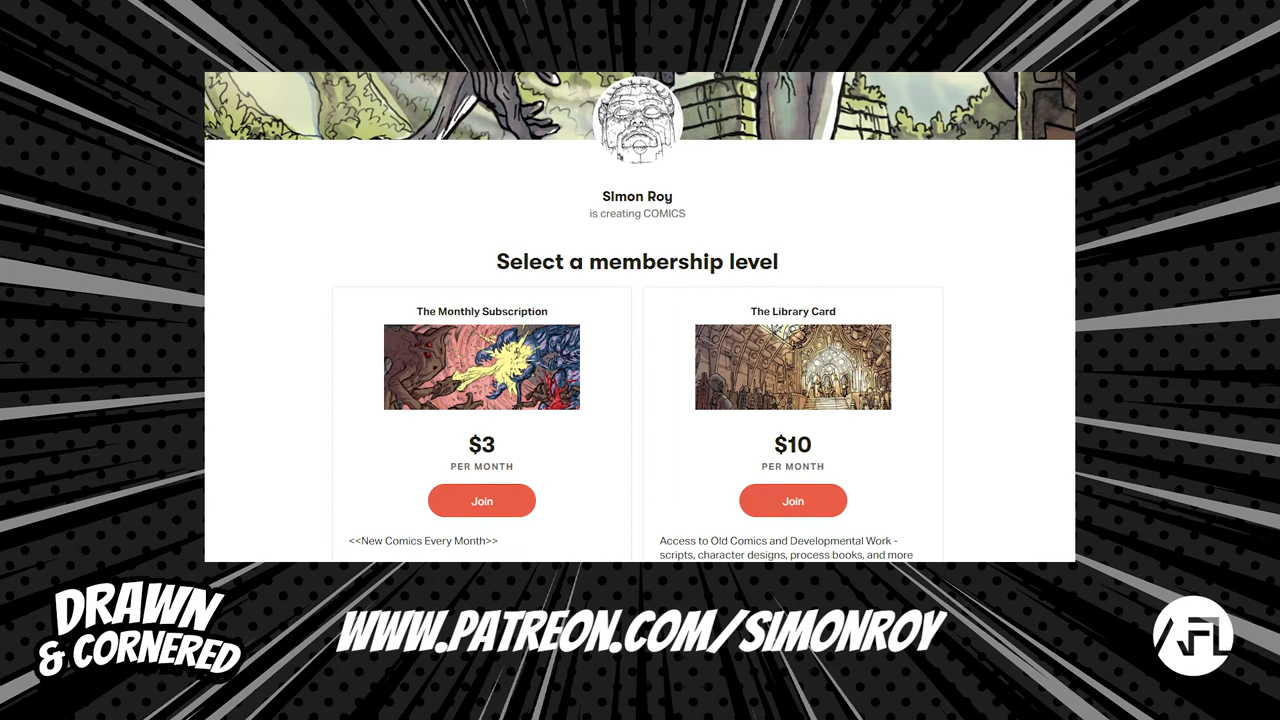 Simon Roy
is creating COMICS
Select a membership level
The Monthly Subscription
$3
PER MONTH
Join
<<New Comics Every Month>>
The Library Card
$10
PER MONTH
Join
Access to Old Comics and Developmental Work -
scripts, character designs, process books, and more
DRAWN
& CORNERED
WWW.PATREON.COM/SIMONROY
AFL